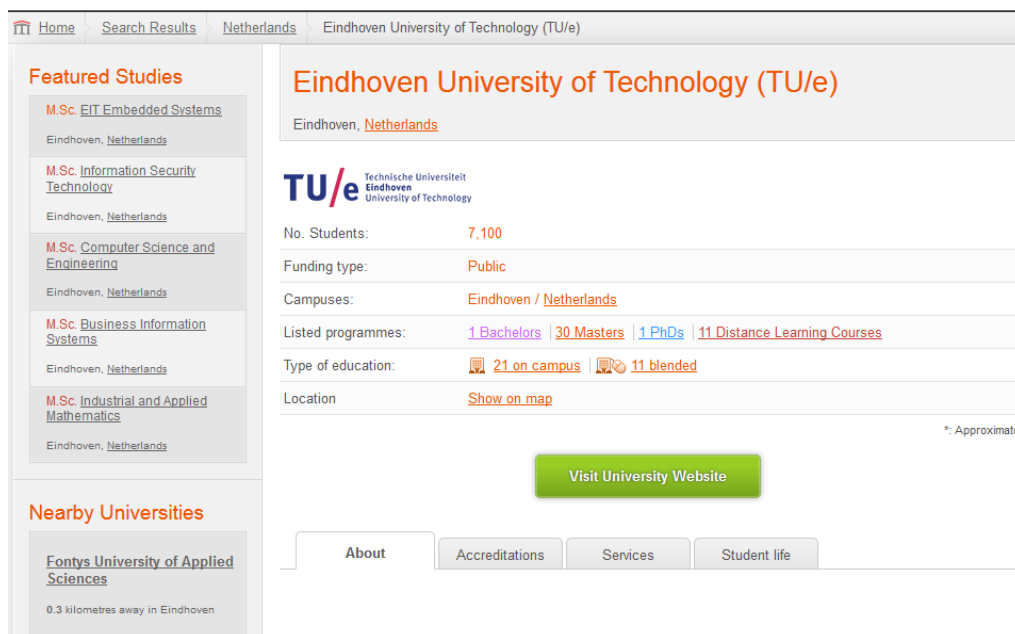 Home Search Results Netherlands Eindhoven University of Technology (TU/e)
Featured Studies
M.Sc. EIT Embedded Systems
Eindhoven, Netherlands
M.Sc. Information Security
Technology
Eindhoven, Netherlands
M.Sc. Computer Science and
Engineering
Eindhoven, Netherlands
M.Sc. Business Information
Systems
Eindhoven, Netherlands
M.Sc. Industrial and Applied
Mathematics
Eindhoven, Netherlands
Nearby Universities
Fontys University of Applied
Sciences
0.3 kilometres away in Eindhoven
Eindhoven University of Technology (TU/e)
Eindhoven, Netherlands
TU/e
Technische Universiteit
Eindhoven
University of Technology
No. Students: 7,100
Funding type: Public
Campuses: Eindhoven / Netherlands
Listed programmes: 1 Bachelors | 30 Masters | 1 PhDs | 11 Distance Learning Courses
Type of education: 21 on campus | 11 blended
Location Show on map
*: Approximat
Visit University Website
About Accreditations Services Student life